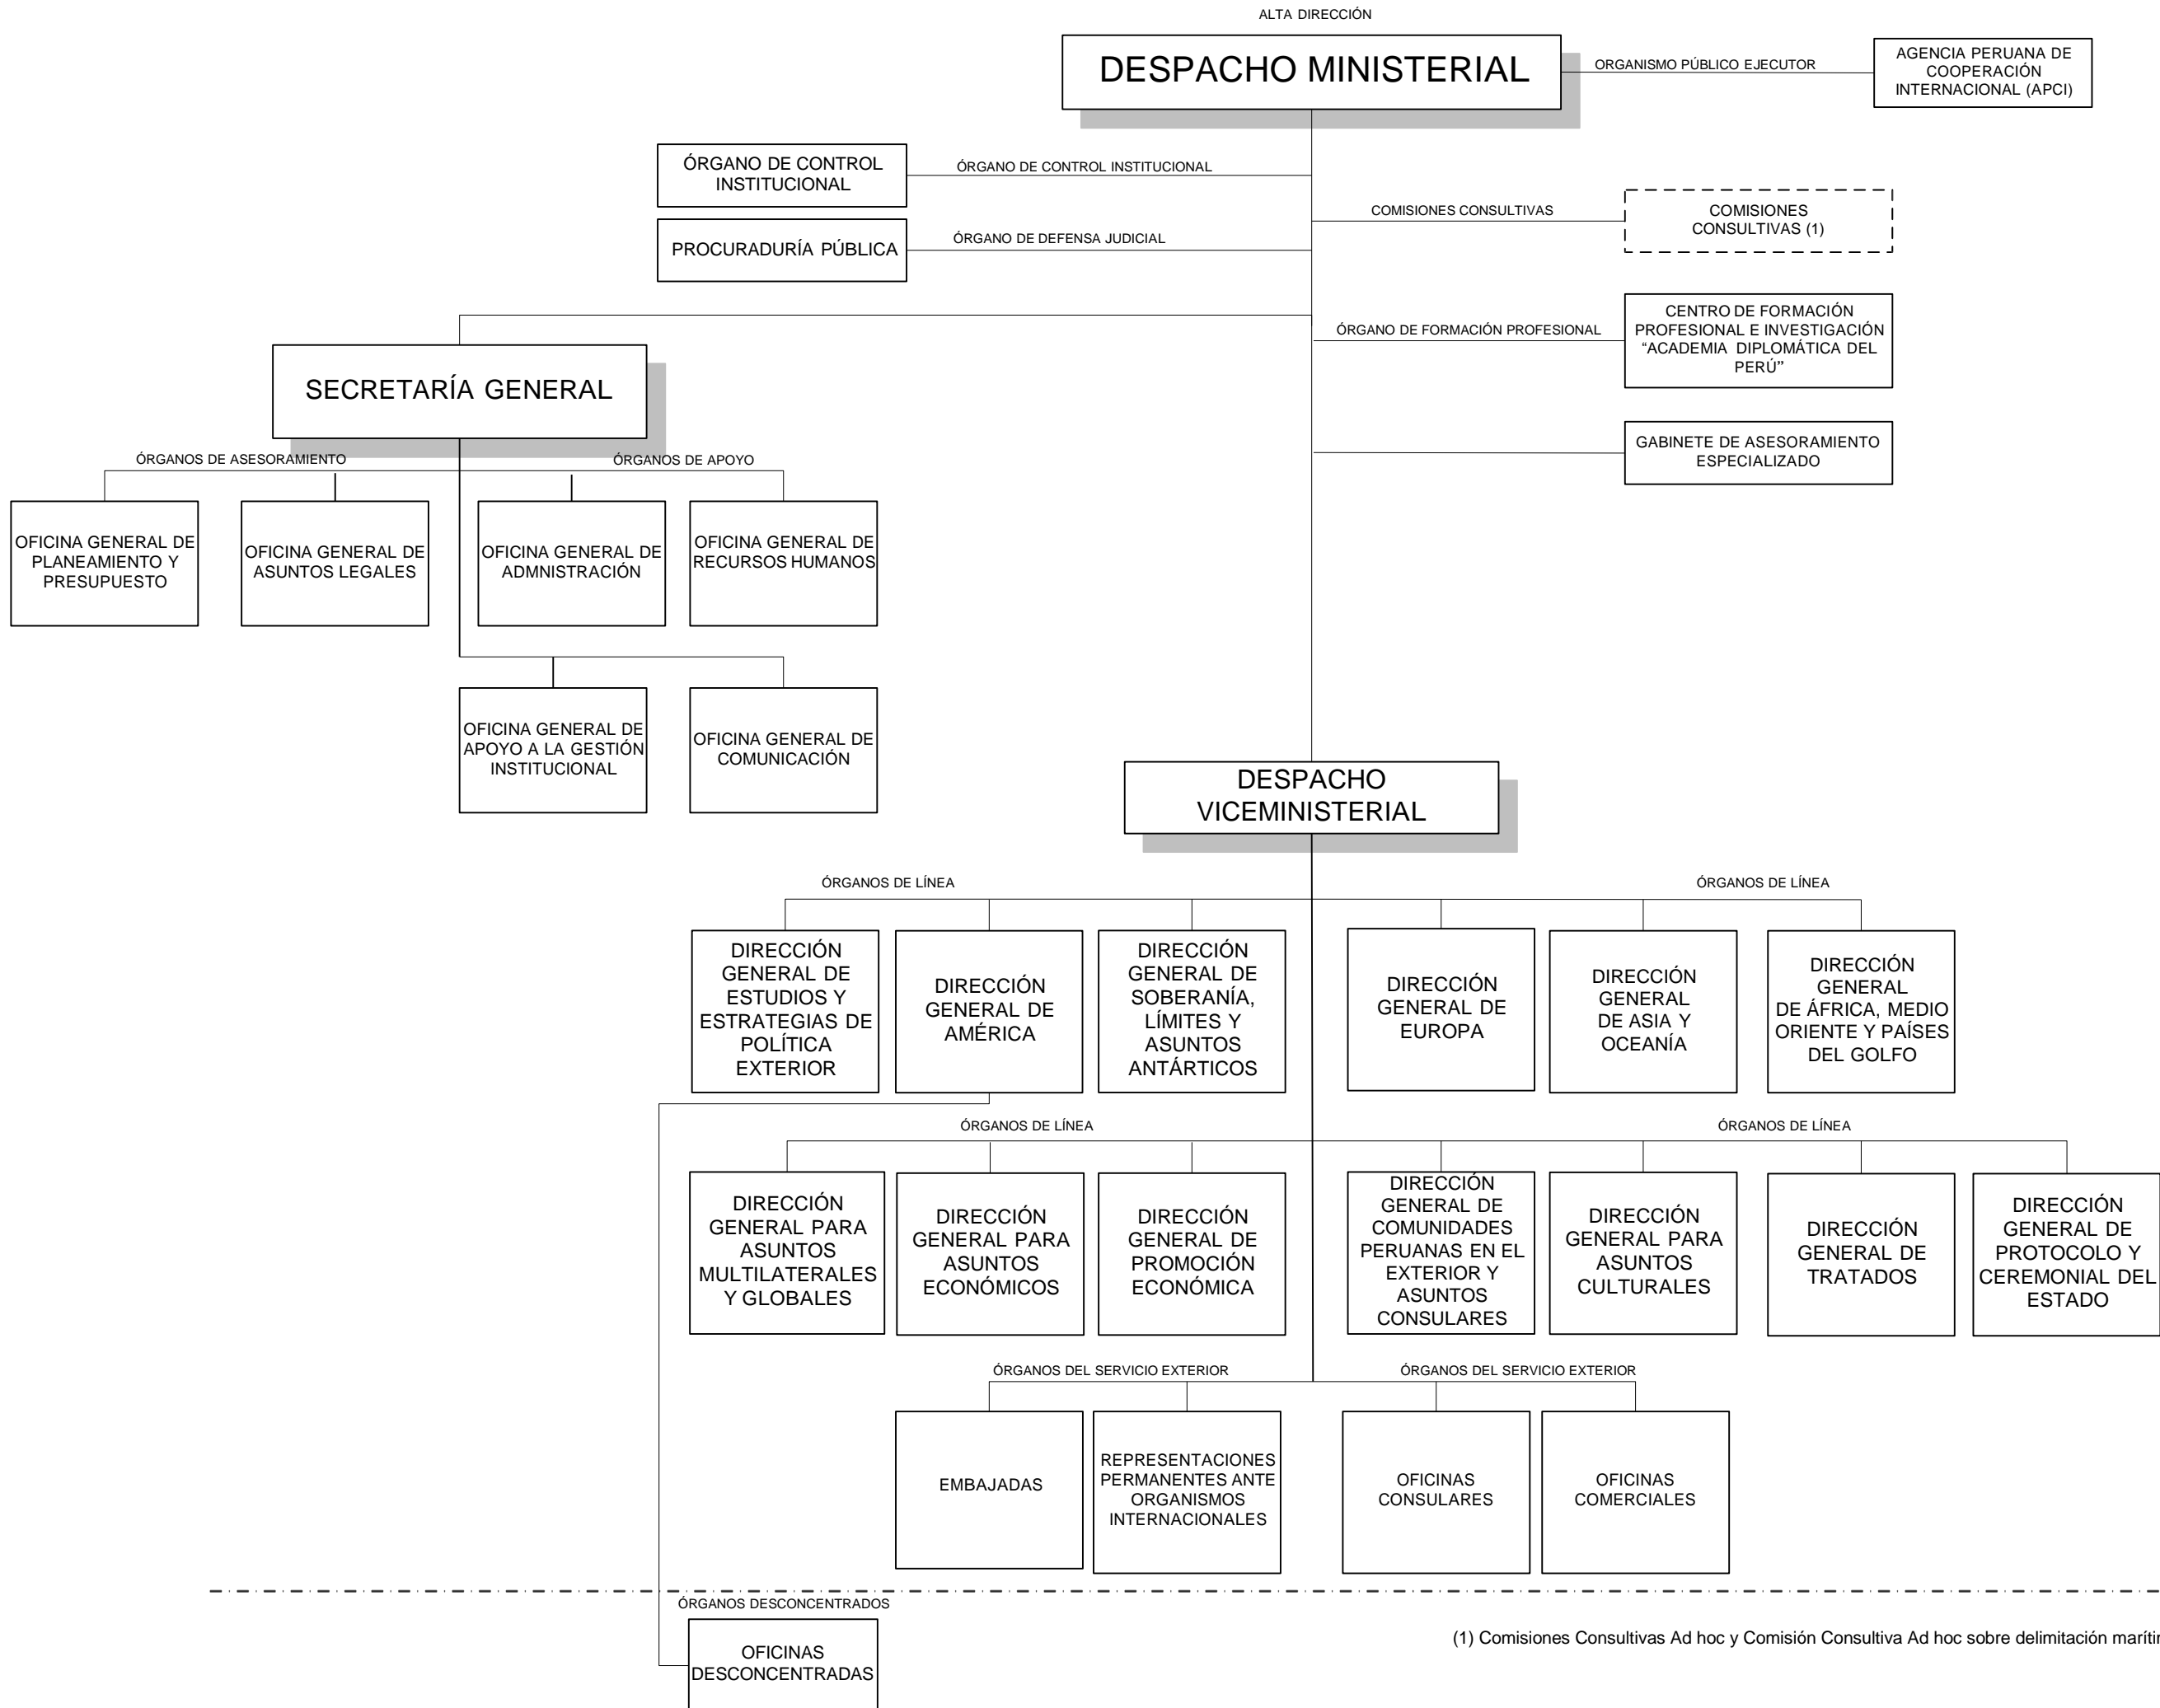 ALTA DIRECCIÓN
DESPACHO MINISTERIAL
ORGANISMO PÚBLICO EJECUTOR
AGENCIA PERUANA DE
COOPERACIÓN
INTERNACIONAL (APCI)
ÓRGANO DE CONTROL
INSTITUCIONAL
ÓRGANO DE CONTROL INSTITUCIONAL
COMISIONES CONSULTIVAS
COMISIONES
CONSULTIVAS (1)
PROCURADURÍA PÚBLICA
ÓRGANO DE DEFENSA JUDICIAL
ÓRGANO DE FORMACIÓN PROFESIONAL
CENTRO DE FORMACIÓN
PROFESIONAL E INVESTIGACIÓN
“ACADEMIA DIPLOMÁTICA DEL
PERÚ”
SECRETARÍA GENERAL
GABINETE DE ASESORAMIENTO
ESPECIALIZADO
ÓRGANOS DE ASESORAMIENTO
ÓRGANOS DE APOYO
OFICINA GENERAL DE
PLANEAMIENTO Y
PRESUPUESTO
OFICINA GENERAL DE
ASUNTOS LEGALES
OFICINA GENERAL DE
ADMNISTRACIÓN
OFICINA GENERAL DE
RECURSOS HUMANOS
OFICINA GENERAL DE
APOYO A LA GESTIÓN
INSTITUCIONAL
OFICINA GENERAL DE
COMUNICACIÓN
DESPACHO
VICEMINISTERIAL
ÓRGANOS DE LÍNEA
ÓRGANOS DE LÍNEA
DIRECCIÓN
GENERAL DE
ESTUDIOS Y
ESTRATEGIAS DE
POLÍTICA
EXTERIOR
DIRECCIÓN
GENERAL DE
AMÉRICA
DIRECCIÓN
GENERAL DE
SOBERANÍA,
LÍMITES Y
ASUNTOS
ANTÁRTICOS
DIRECCIÓN
GENERAL DE
EUROPA
DIRECCIÓN
GENERAL
DE ASIA Y
OCEANÍA
DIRECCIÓN
GENERAL
DE ÁFRICA, MEDIO
ORIENTE Y PAÍSES
DEL GOLFO
ÓRGANOS DE LÍNEA
ÓRGANOS DE LÍNEA
DIRECCIÓN
GENERAL PARA
ASUNTOS
MULTILATERALES
Y GLOBALES
DIRECCIÓN
GENERAL PARA
ASUNTOS
ECONÓMICOS
DIRECCIÓN
GENERAL DE
PROMOCIÓN
ECONÓMICA
DIRECCIÓN
GENERAL DE
COMUNIDADES
PERUANAS EN EL
EXTERIOR Y
ASUNTOS
CONSULARES
DIRECCIÓN
GENERAL PARA
ASUNTOS
CULTURALES
DIRECCIÓN
GENERAL DE
TRATADOS
DIRECCIÓN
GENERAL DE
PROTOCOLO Y
CEREMONIAL DEL
ESTADO
ÓRGANOS DEL SERVICIO EXTERIOR
ÓRGANOS DEL SERVICIO EXTERIOR
EMBAJADAS
REPRESENTACIONES
PERMANENTES ANTE
ORGANISMOS
INTERNACIONALES
OFICINAS
CONSULARES
OFICINAS
COMERCIALES
ÓRGANOS DESCONCENTRADOS
OFICINAS
DESCONCENTRADAS
(1) Comisiones Consultivas Ad hoc y Comisión Consultiva Ad hoc sobre delimitación